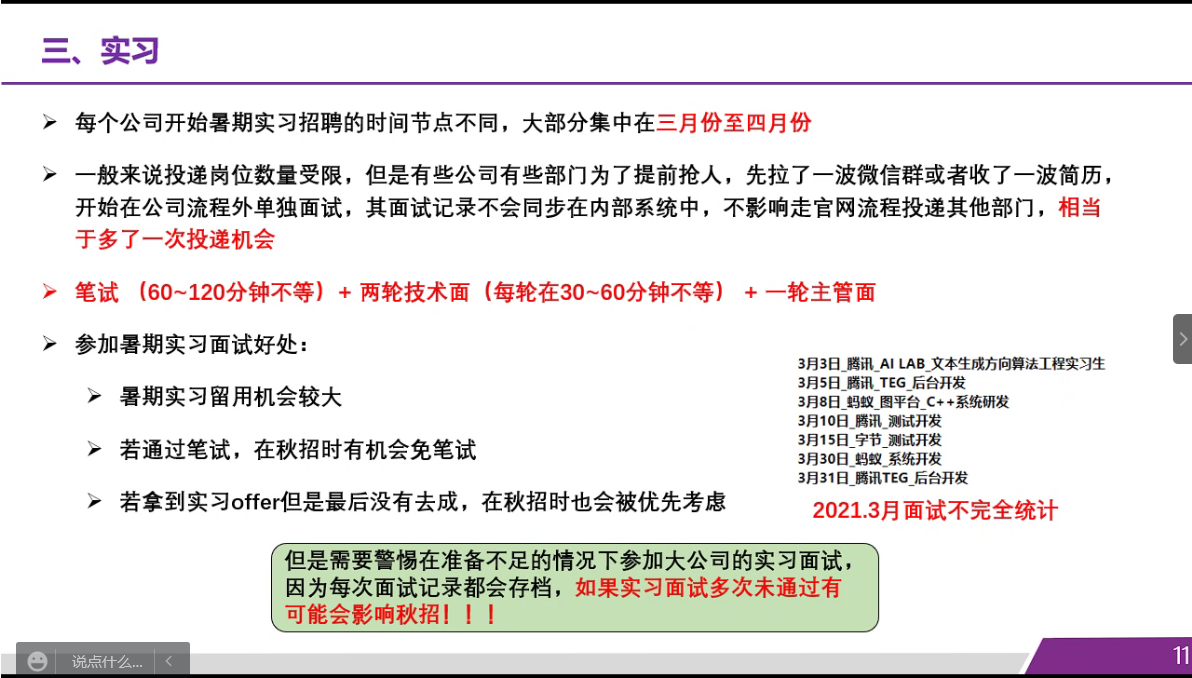 三、实习
每个公司开始暑期实习招聘的时间节点不同，大部分集中在三月份至四月份
一般来说投递岗位数量受限，但是有些公司有些部门为了提前抢人，先拉了一波微信群或者收了一波简历，
开始在公司流程外单独面试，其面试记录不会同步在内部系统中，不影响走官网流程投递其他部门，相当
于多了一次投递机会
笔试 （60~120分钟不等）+ 两轮技术面（每轮在30~60分钟不等） + 一轮主管面
参加暑期实习面试好处：
暑期实习留用机会较大
若通过笔试，在秋招时有机会免笔试
若拿到实习offer但是最后没有去成，在秋招时也会被优先考虑
3月3日_腾讯_AI LAB_文本生成方向算法工程实习生
3月5日_腾讯_TEG_后台开发
3月8日_蚂蚁_图平台_C++系统研发
3月10日_腾讯_测试开发
3月15日_字节_测试开发
3月30日_蚂蚁_系统开发
3月31日_腾讯TEG_后台开发
2021.3月面试不完全统计
但是需要警惕在准备不足的情况下参加大公司的实习面试，
因为每次面试记录都会存档，如果实习面试多次未通过有
可能会影响秋招！！！
说点什么...
11